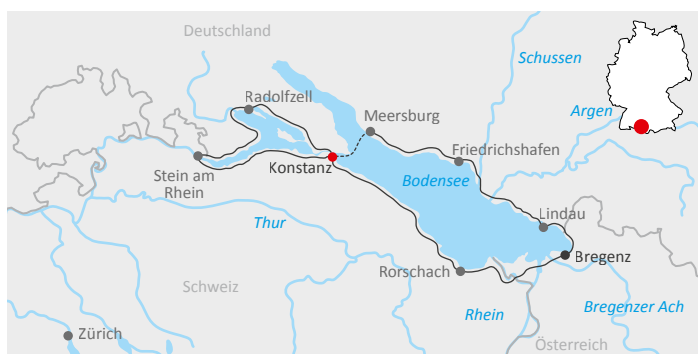 Deutschland
Schussen
Radolfzell
Argen
Meersburg
Friedrichshafen
Stein am
Rhein
Konstanz
Bodensee
Thur
Lindau
Bregenz
Rorschach
Schweiz
Rhein
Bregenzer Ach
Zürich
Österreich